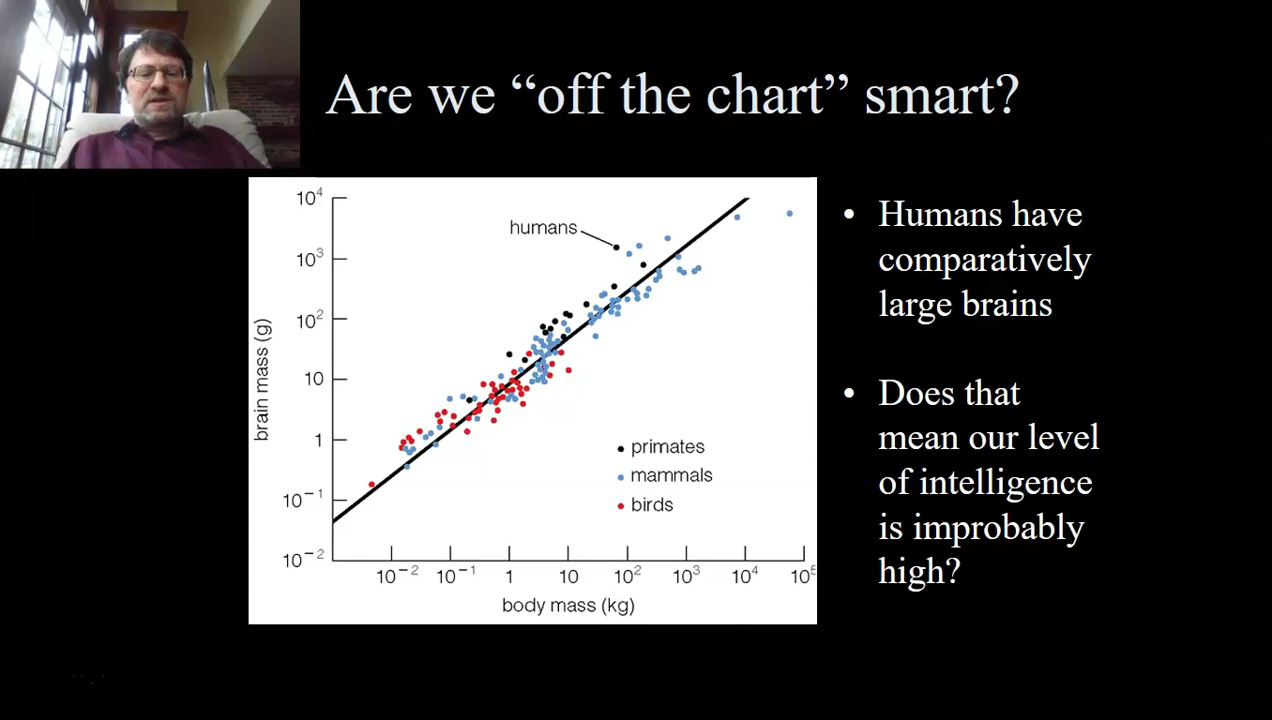 Are we “off the chart” smart?
10⁴
10³
10²
10
1
10⁻¹
10⁻²
brain mass (g)
humans
primates
mammals
birds
10⁻² 10⁻¹ 1 10 10² 10³ 10⁴ 10⁵
body mass (kg)
• Humans have
comparatively
large brains
• Does that
mean our level
of intelligence
is improbably
high?